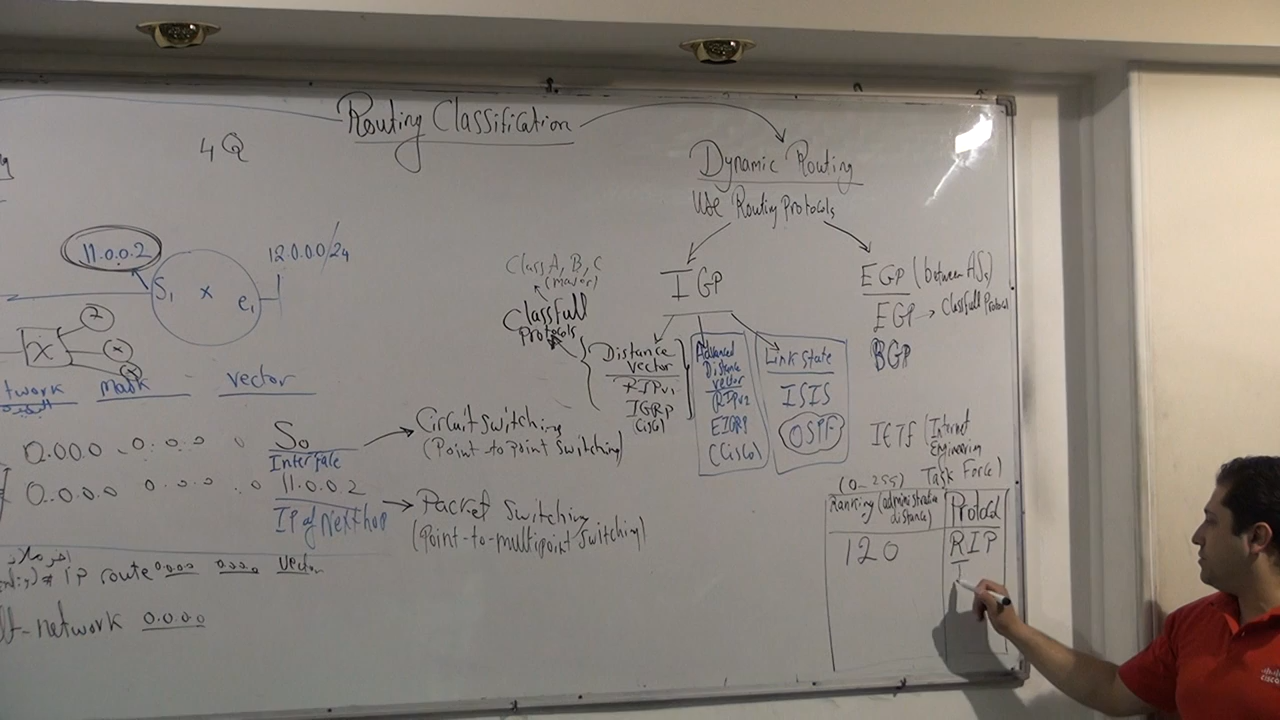 Routing Classification
4Q
11.0.0.2
12.0.0.0/24
S1 x e1
x
x
mask vector
0.0.0.0 0.0.0.0 S0
Interface
0.0.0.0 0.0.0.0 11.0.0.2
IP of Nexthop
ip route 0.0.0.0 0.0.0.0 vector
-network 0.0.0.0
Circuit switching
(Point-to-Point switching)
Packet switching
(Point-to-multipoint switching)
Dynamic Routing
Use Routing Protocols
IGP
Class A, B, C
(major)
Classfull
Protocols
Distance
vector
RIPv1
IGRP
(Cisco)
Advanced
Distance
vector
RIPv2
EIGRP
(Cisco)
Link state
ISIS
OSPF
EGP (between ASs)
EGP → Classfull Protocol
BGP
IETF (Internet
Engineering
Task Force)
(0-255)
Ranking (administrative
distance) Protocol
120 RIP
I
CISCO